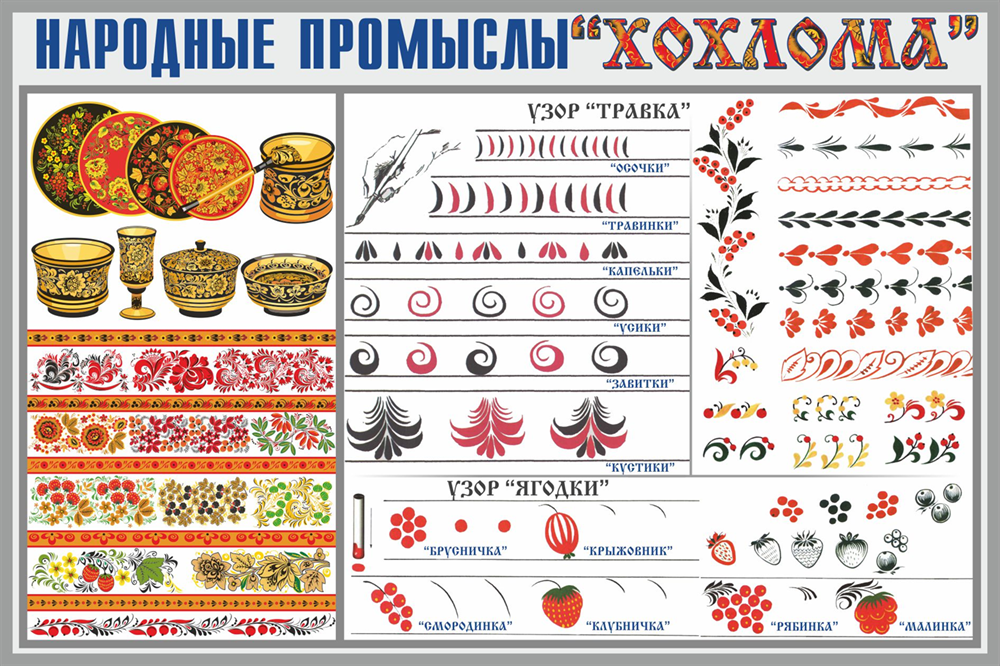 НАРОДНЫЕ ПРОМЫСЛЫ “ХОХЛОМА”
УЗОР “ТРАВКА”
“ОСОЧКИ”
“ТРАВИНКИ”
“КАПЕЛЬКИ”
“УСИКИ”
“ЗАВИТКИ”
“КУСТИКИ”
УЗОР “ЯГОДКИ”
“БРУСНИЧКА” “КРЫЖОВНИК”
“СМОРОДИНКА” “КЛУБНИЧКА” “РЯБИНКА” “МАЛИНКА”